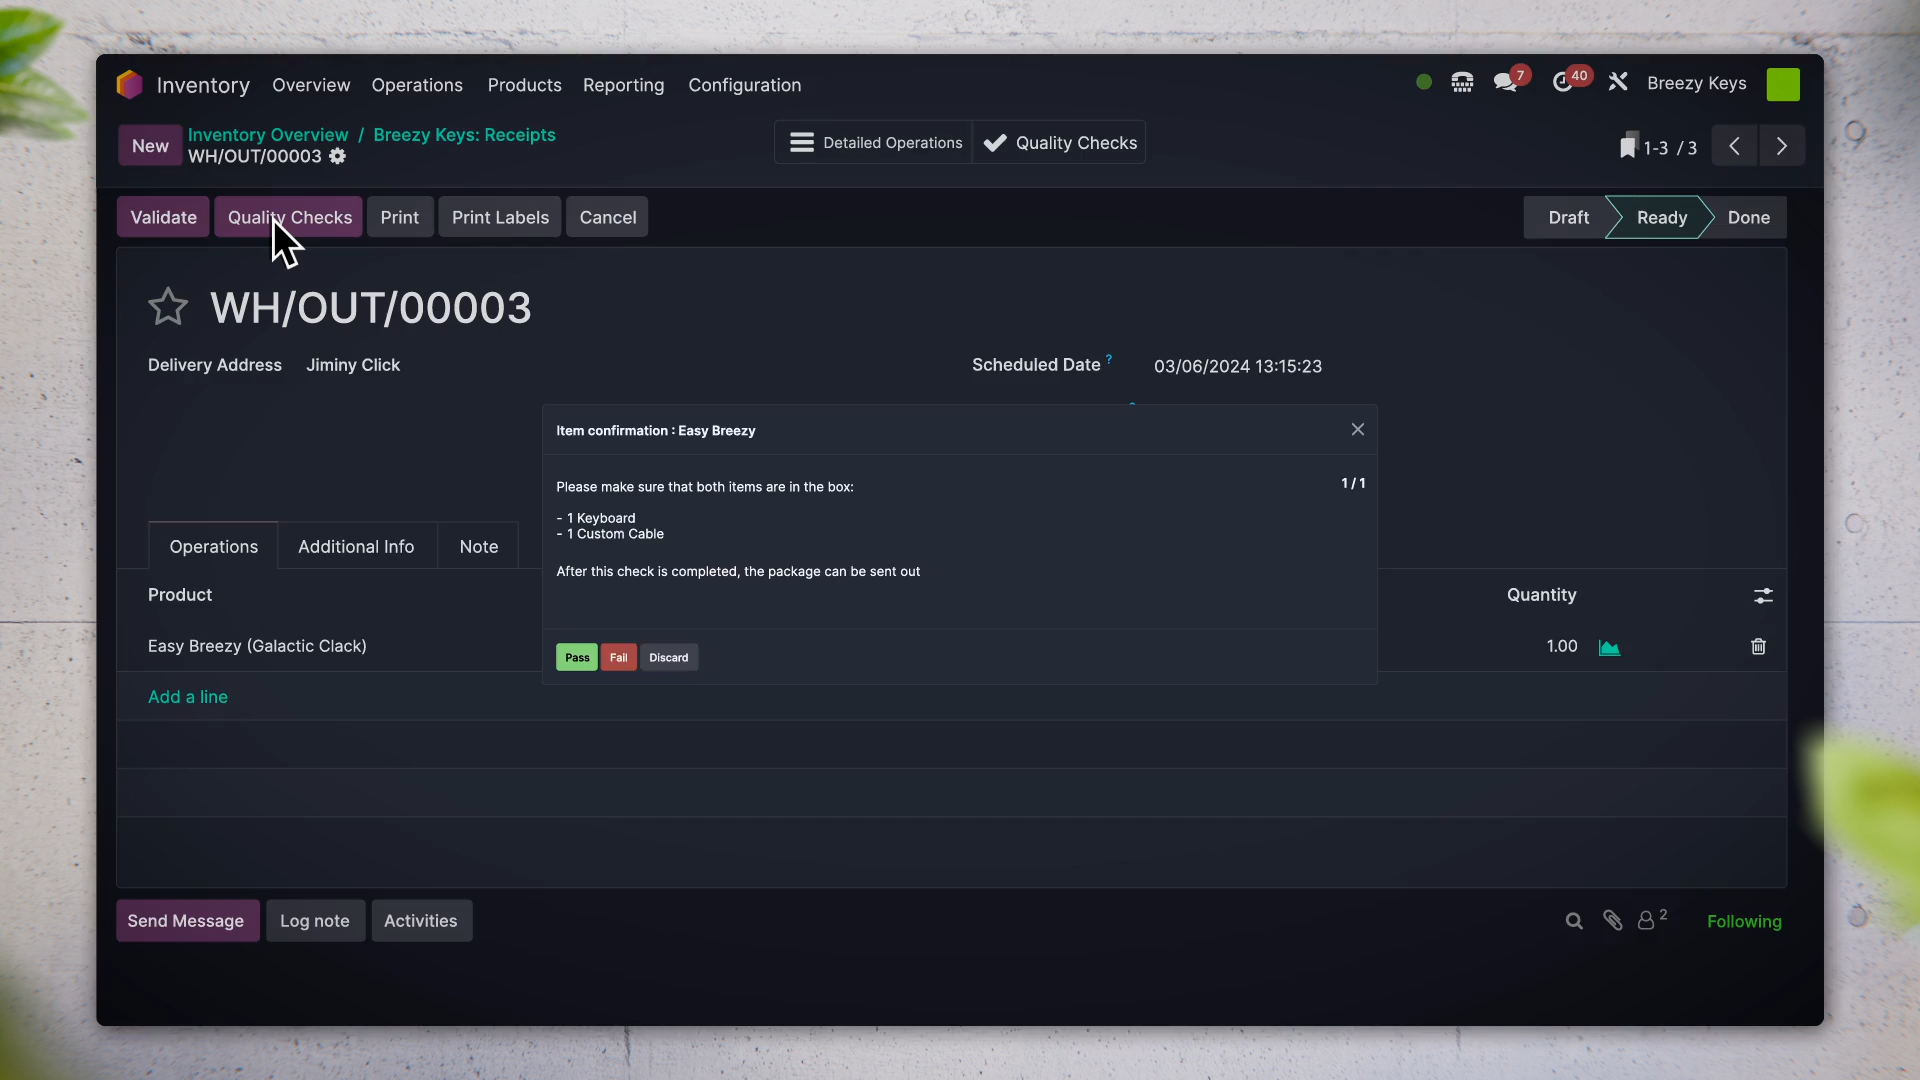 Inventory Overview Operations Products Reporting Configuration
7 40 Breezy Keys
New Inventory Overview / Breezy Keys: Receipts
WH/OUT/00003
Detailed Operations Quality Checks
1-3 / 3
Validate Quality Checks Print Print Labels Cancel
Draft Ready Done
WH/OUT/00003
Delivery Address Jiminy Click
Scheduled Date ? 03/06/2024 13:15:23
Item confirmation : Easy Breezy
Please make sure that both items are in the box:
1 / 1
- 1 Keyboard
- 1 Custom Cable
After this check is completed, the package can be sent out
Pass Fail Discard
Operations Additional Info Note
Product Quantity
Easy Breezy (Galactic Clack) 1.00
Add a line
Send Message Log note Activities
2 Following